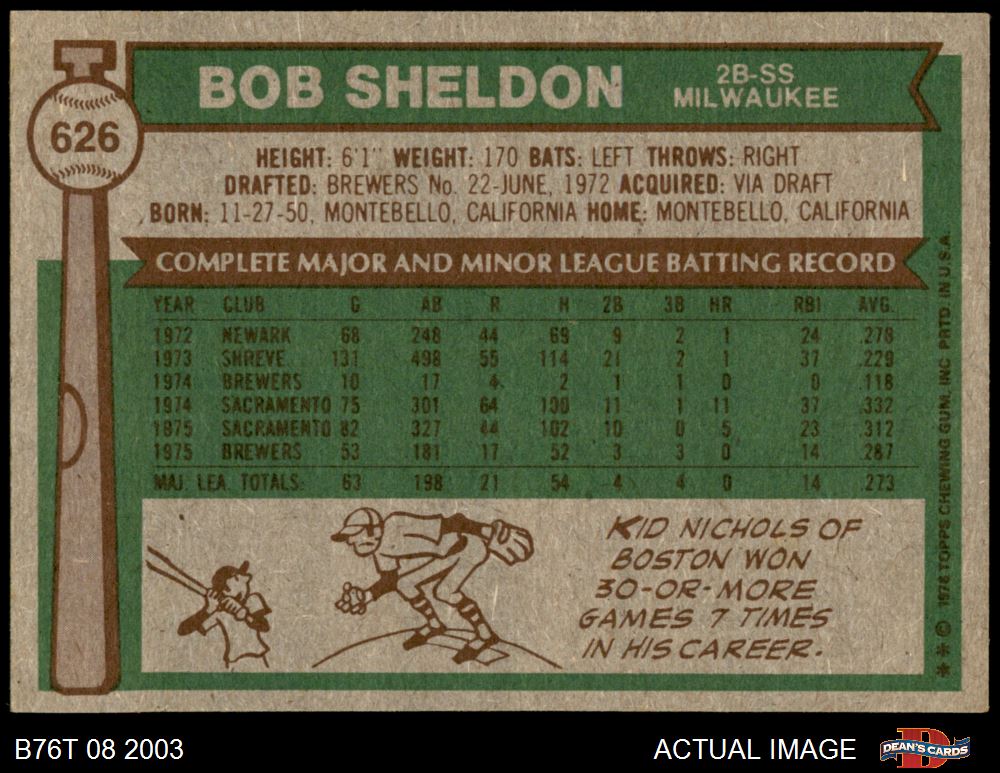 626
BOB SHELDON
2B-SS
MILWAUKEE
HEIGHT: 6'1" WEIGHT: 170 BATS: LEFT THROWS: RIGHT
DRAFTED: BREWERS No. 22-JUNE, 1972 ACQUIRED: VIA DRAFT
BORN: 11-27-50, MONTEBELLO, CALIFORNIA HOME: MONTEBELLO, CALIFORNIA
COMPLETE MAJOR AND MINOR LEAGUE BATTING RECORD
YEAR CLUB G AB R H 2B 3B HR RBI AVG.
1972 NEWARK 68 248 44 69 9 2 1 24 .278
1973 SHREVE. 131 498 55 114 21 2 1 37 .229
1974 BREWERS 10 17 4 2 1 1 0 0 .118
1974 SACRAMENTO 75 301 64 100 11 1 11 37 .332
1975 SACRAMENTO 82 327 44 102 10 0 5 23 .312
1975 BREWERS 53 181 17 52 3 3 0 14 .287
MAJ. LEA. TOTALS: 63 198 21 54 4 4 0 14 .273
KID NICHOLS OF
BOSTON WON
30-OR-MORE
GAMES 7 TIMES
IN HIS CAREER.
** © 1976 TOPPS CHEWING GUM, INC. PRTD. IN U.S.A.
B76T 08 2003
ACTUAL IMAGE
DEAN'S CARDS